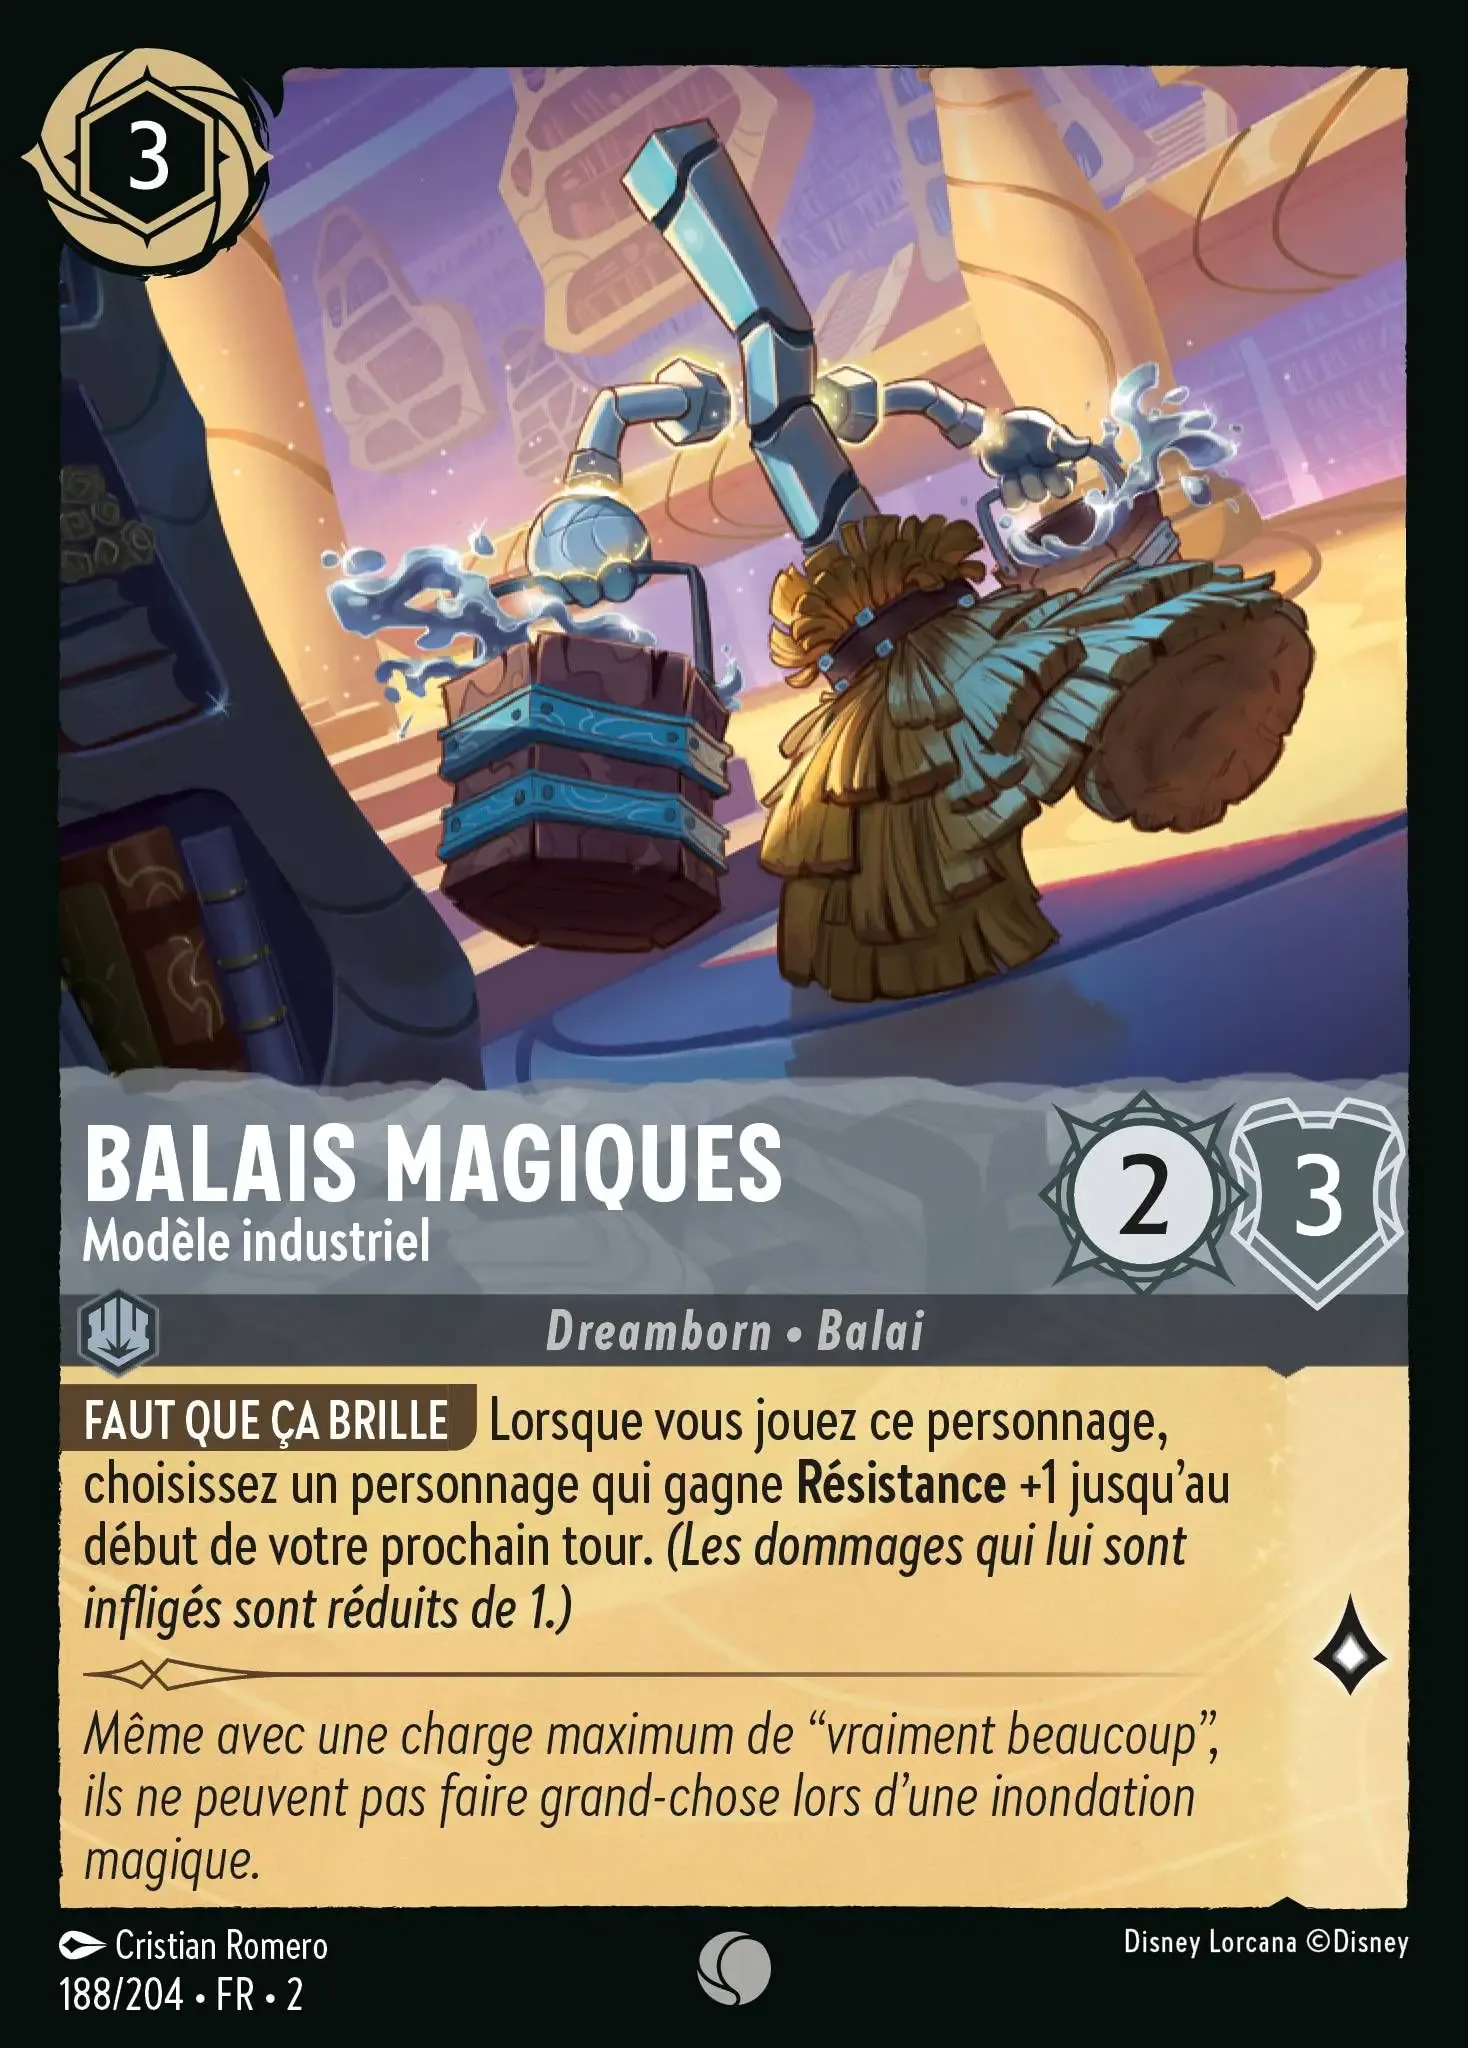 3
BALAIS MAGIQUES
Modèle industriel
2
3
Dreamborn • Balai
FAUT QUE ÇA BRILLE Lorsque vous jouez ce personnage,
choisissez un personnage qui gagne Résistance +1 jusqu’au
début de votre prochain tour. (Les dommages qui lui sont
infligés sont réduits de 1.)
Même avec une charge maximum de “vraiment beaucoup”,
ils ne peuvent pas faire grand-chose lors d’une inondation
magique.
Cristian Romero
188/204 • FR • 2
Disney Lorcana ©Disney